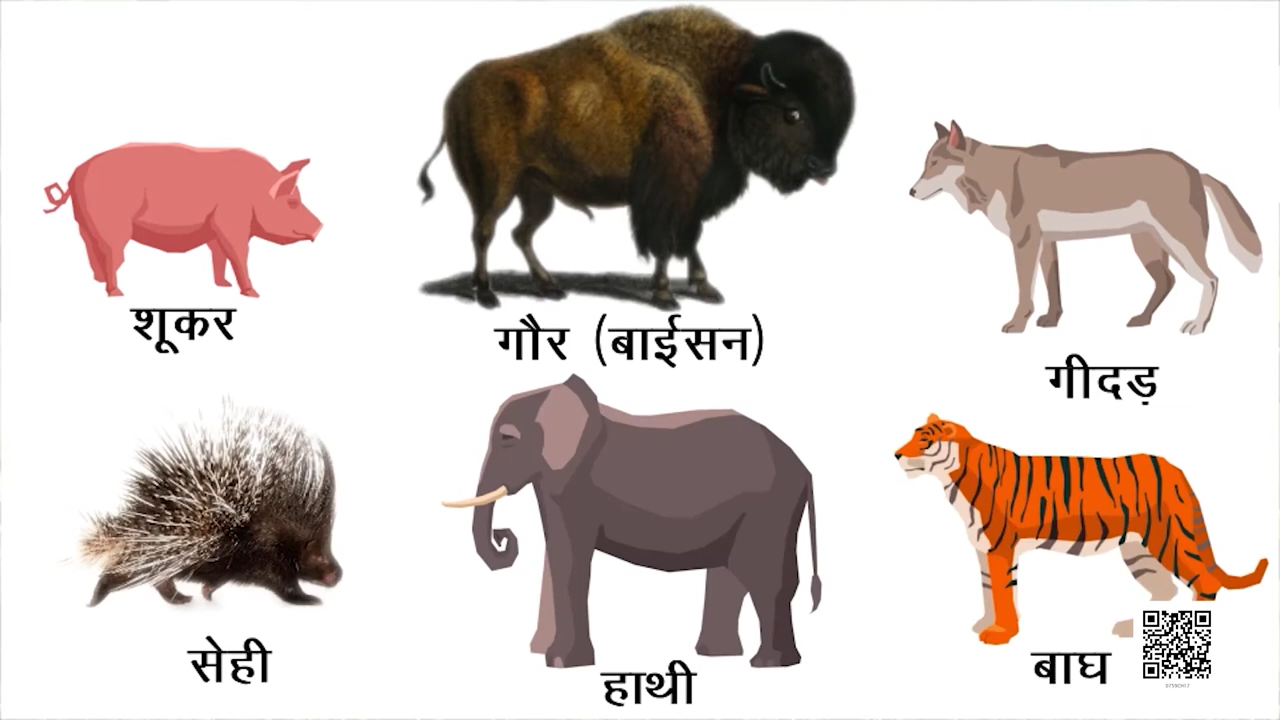 शूकर
गौर (बाईसन)
गीदड़
सेही
हाथी
बाघ